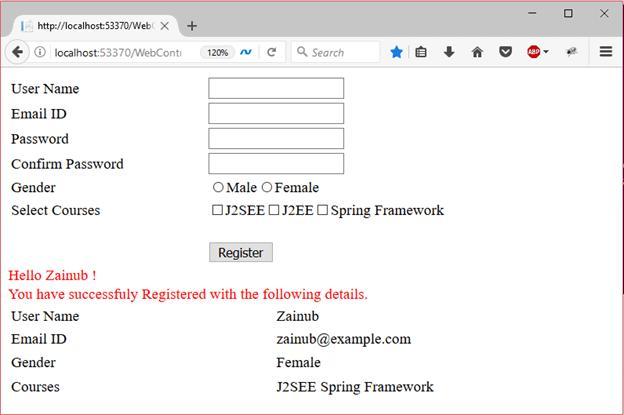 http://localhost:53370/WebC
localhost:53370/WebContr 120% Search ABP
User Name
Email ID
Password
Confirm Password
Gender Male Female
Select Courses J2SEE J2EE Spring Framework
Register
Hello Zainub !
You have successfuly Registered with the following details.
User Name Zainub
Email ID zainub@example.com
Gender Female
Courses J2SEE Spring Framework